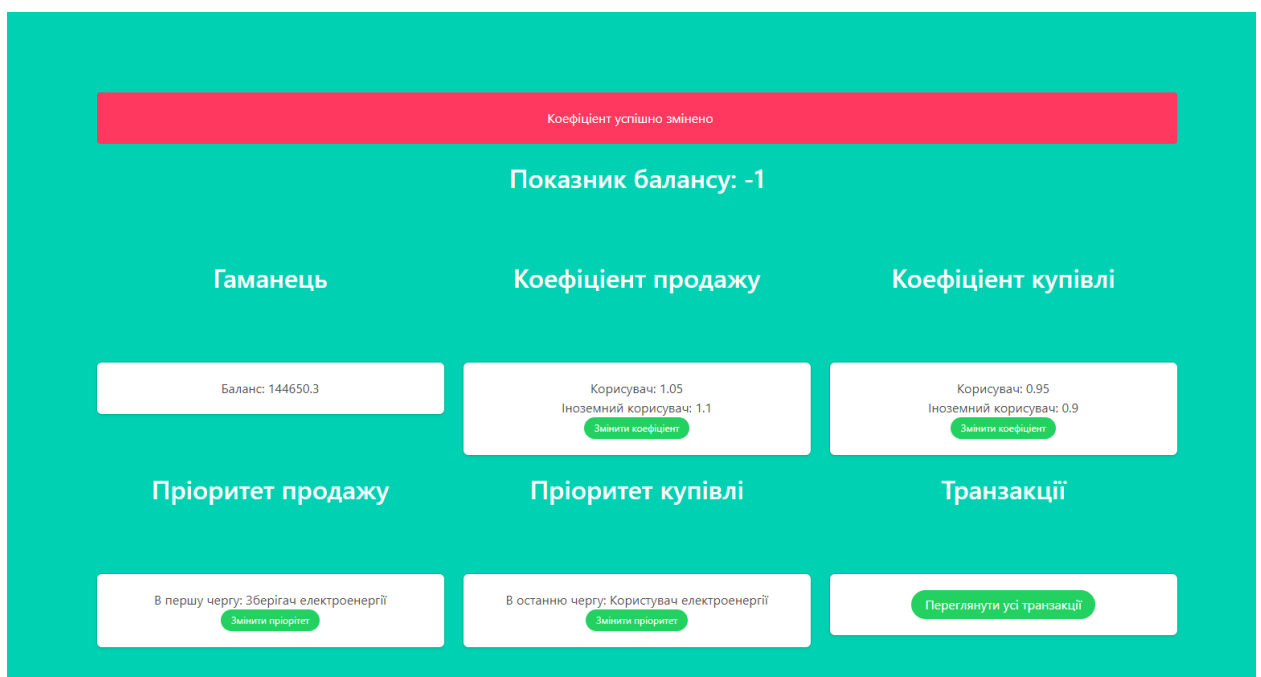 Коефіцієнт успішно змінено
Показник балансу: -1
Гаманець
Коефіцієнт продажу
Коефіцієнт купівлі
Баланс: 144650.3
Корисувач: 1.05
Іноземний корисувач: 1.1
Змінити коефіцієнт
Корисувач: 0.95
Іноземний корисувач: 0.9
Змінити коефіцієнт
Пріоритет продажу
Пріоритет купівлі
Транзакції
В першу чергу: Зберігач електроенергії
Змінити пріорітет
В останню чергу: Користувач електроенергії
Змінити пріоритет
Переглянути усі транзакції